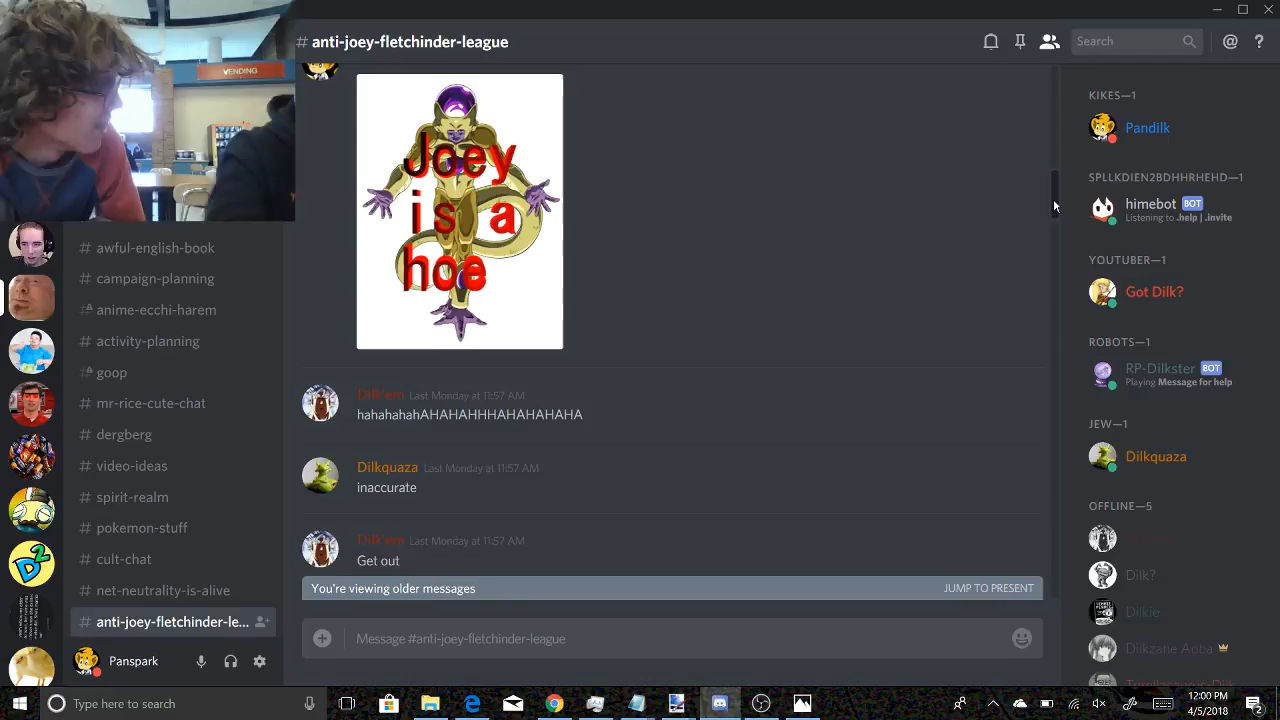 VENDING
# anti-joey-fletchinder-league
Search
@
?
# awful-english-book
# campaign-planning
# anime-ecchi-harem
# activity-planning
# goop
# mr-rice-cute-chat
# dergberg
# video-ideas
# spirit-realm
# pokemon-stuff
# cult-chat
# net-neutrality-is-alive
# anti-joey-fletchinder-le...
D2
Panspark
Joey
is a
hoe
Dilk'em Last Monday at 11:57 AM
hahahahahAHAHAHHHAHAHAHAHA
Dilkquaza Last Monday at 11:57 AM
inaccurate
Dilk'em Last Monday at 11:57 AM
Get out
You're viewing older messages JUMP TO PRESENT
Message #anti-joey-fletchinder-league
KIKES—1
Pandilk
SPLLKDIEN2BDHHRHEHD—1
himebot BOT
Listening to .help | .invite
YOUTUBER—1
Got Dilk?
ROBOTS—1
RP-Dilkster BOT
Playing Message for help
JEW—1
Dilkquaza
OFFLINE—5
Dilk?
Dilkie
Dilkzane Aoba
Type here to search
12:00 PM
4/5/2018
2